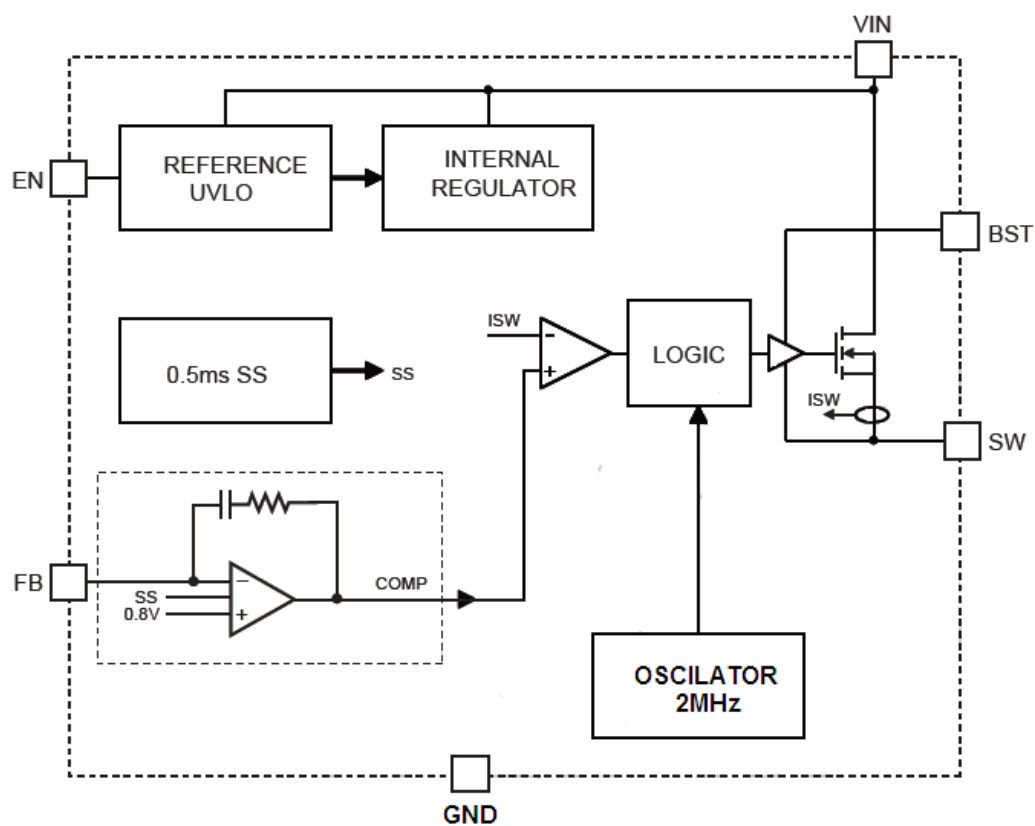 VIN
EN
REFERENCE
UVLO
INTERNAL
REGULATOR
BST
ISW
-
+
LOGIC
0.5ms SS
SS
ISW
SW
FB
SS
0.8V
-
+
COMP
OSCILATOR
2MHz
GND